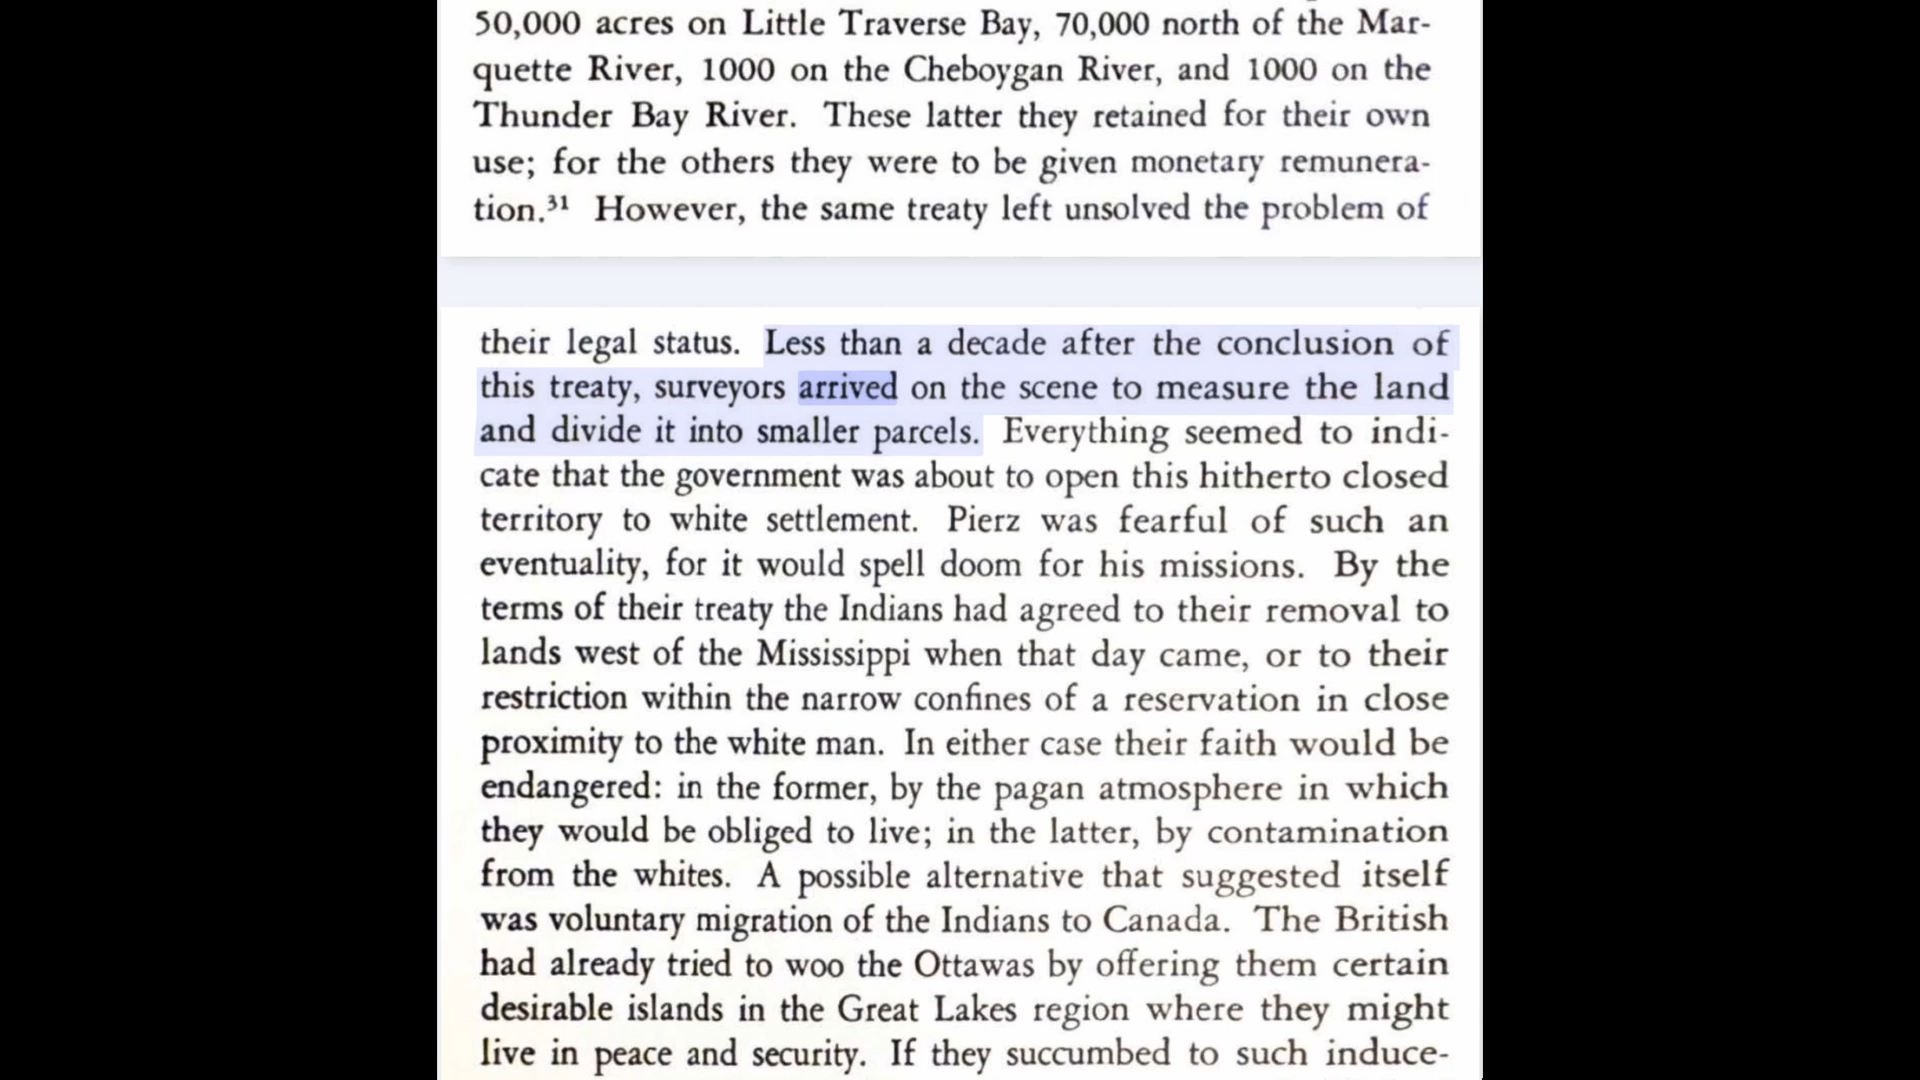 50,000 acres on Little Traverse Bay, 70,000 north of the Mar-
quette River, 1000 on the Cheboygan River, and 1000 on the
Thunder Bay River. These latter they retained for their own
use; for the others they were to be given monetary remunera-
tion.³¹ However, the same treaty left unsolved the problem of
their legal status. Less than a decade after the conclusion of
this treaty, surveyors arrived on the scene to measure the land
and divide it into smaller parcels. Everything seemed to indi-
cate that the government was about to open this hitherto closed
territory to white settlement. Pierz was fearful of such an
eventuality, for it would spell doom for his missions. By the
terms of their treaty the Indians had agreed to their removal to
lands west of the Mississippi when that day came, or to their
restriction within the narrow confines of a reservation in close
proximity to the white man. In either case their faith would be
endangered: in the former, by the pagan atmosphere in which
they would be obliged to live; in the latter, by contamination
from the whites. A possible alternative that suggested itself
was voluntary migration of the Indians to Canada. The British
had already tried to woo the Ottawas by offering them certain
desirable islands in the Great Lakes region where they might
live in peace and security. If they succumbed to such induce-